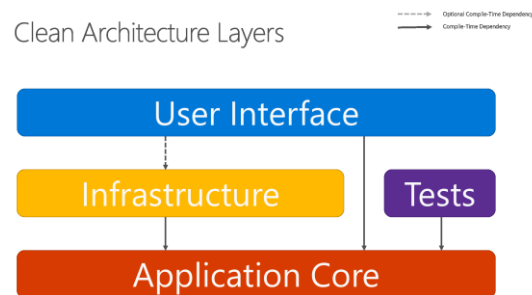 Clean Architecture Layers
Optional Compile-Time Dependency
Compile-Time Dependency
User Interface
Infrastructure
Tests
Application Core